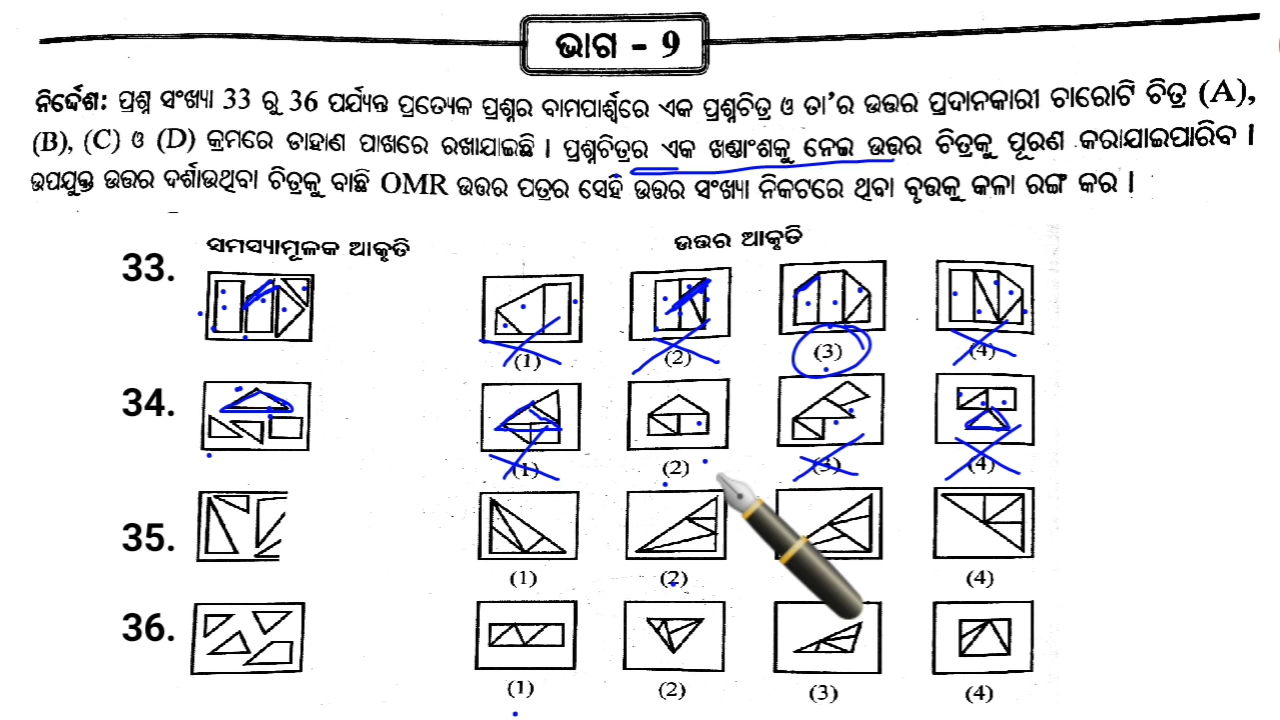 ଭାଗ - 9
ନିର୍ଦ୍ଦେଶ: ପ୍ରଶ୍ନ ସଂଖ୍ୟା 33 ରୁ 36 ପର୍ଯ୍ୟନ୍ତ ପ୍ରତ୍ୟେକ ପ୍ରଶ୍ନର ବାମପାର୍ଶ୍ୱରେ ଏକ ପ୍ରଶ୍ନଚିତ୍ର ଓ ତା'ର ଉତ୍ତର ପ୍ରଦାନକାରୀ ଚାରୋଟି ଚିତ୍ର (A),
(B), (C) ଓ (D) କ୍ରମରେ ଡାହାଣ ପାଖରେ ରଖାଯାଇଛି । ପ୍ରଶ୍ନଚିତ୍ରର ଏକ ଖଣ୍ଡାଂଶକୁ ନେଇ ଉତ୍ତର ଚିତ୍ରକୁ ପୂରଣ କରାଯାଇପାରିବ ।
ଉପଯୁକ୍ତ ଉତ୍ତର ଦର୍ଶାଉଥିବା ଚିତ୍ରକୁ ବାଛି OMR ଉତ୍ତର ପତ୍ରର ସେହି ଉତ୍ତର ସଂଖ୍ୟା ନିକଟରେ ଥିବା ବୃତ୍ତକୁ କଳା ରଙ୍ଗ କର ।
ସମସ୍ୟାମୂଳକ ଆକୃତି ଉତ୍ତର ଆକୃତି
33.
(1) (2) (3) (4)
34.
(1) (2) (3) (4)
35.
(1) (2) (4)
36.
(1) (2) (3) (4)